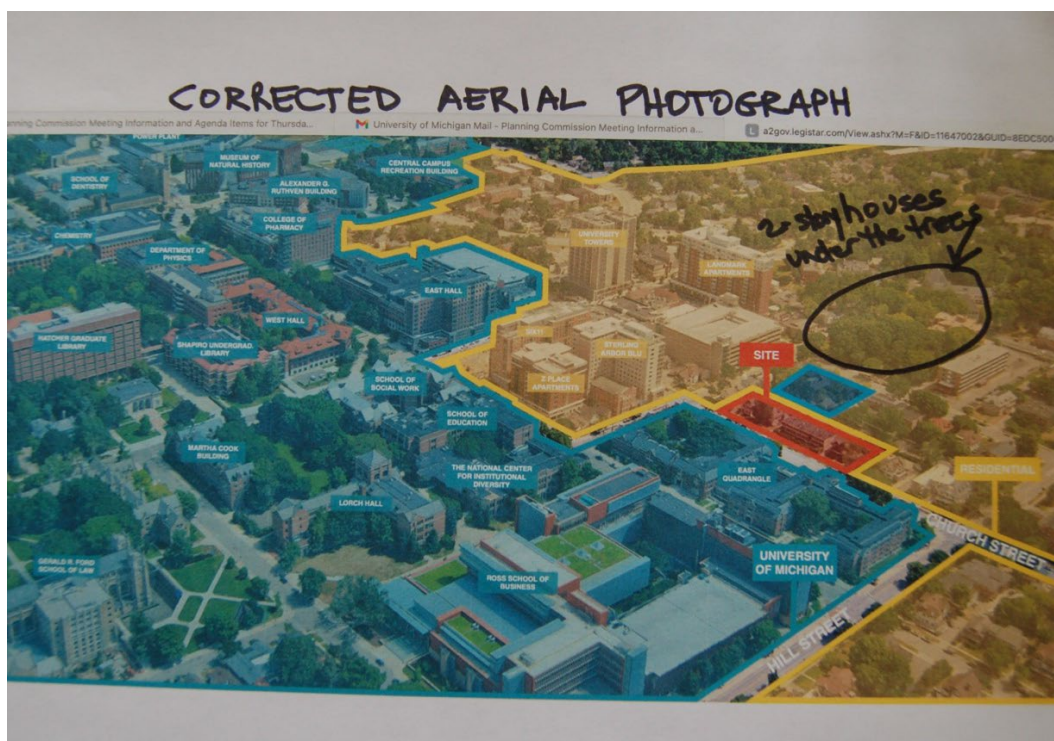 CORRECTED AERIAL PHOTOGRAPH
anning Commission Meeting Information and Agenda Items for Thursda...
University of Michigan Mail - Planning Commission Meeting Information a...
L a2gov.legistar.com/View.ashx?M=F&ID=11647002&GUID=8EDC500
POWER PLANT
MUSEUM OF
NATURAL HISTORY
CENTRAL CAMPUS
RECREATION BUILDING
SCHOOL OF
DENTISTRY
ALEXANDER G.
RUTHVEN BUILDING
COLLEGE OF
PHARMACY
CHEMISTRY
DEPARTMENT OF
PHYSICS
UNIVERSITY
TOWERS
LANDMARK
APARTMENTS
2-story houses
under the trees
EAST HALL
WEST HALL
HATCHER GRADUATE
LIBRARY
SHAPIRO UNDERGRAD.
LIBRARY
STERLING
ARBOR BLU
SITE
SCHOOL OF
SOCIAL WORK
Z PLACE
APARTMENTS
SCHOOL OF
EDUCATION
MARTHA COOK
BUILDING
THE NATIONAL CENTER
FOR INSTITUTIONAL
DIVERSITY
EAST
QUADRANGLE
RESIDENTIAL
LORCH HALL
CHURCH STREET
GERALD R. FORD
SCHOOL OF LAW
ROSS SCHOOL OF
BUSINESS
UNIVERSITY
OF MICHIGAN
HILL STREET